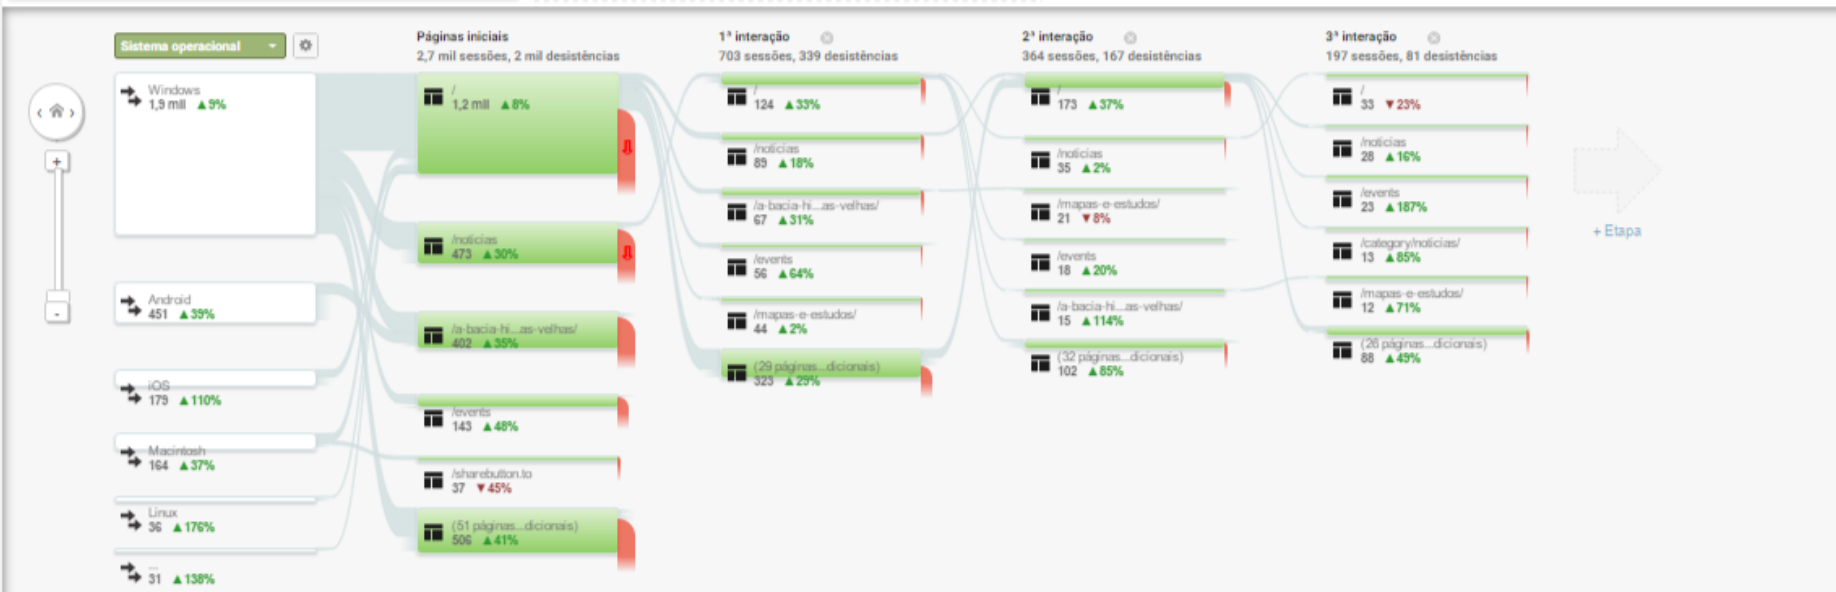 Sistema operacional
Windows
1,9 mil ▲9%
Android
451 ▲39%
iOS
179 ▲110%
Macintosh
164 ▲37%
Linux
36 ▲176%
...
31 ▲138%
Páginas iniciais
2,7 mil sessões, 2 mil desistências
/
1,2 mil ▲8%
/noticias
473 ▲30%
/a-bacia-hi...as-velhas/
402 ▲35%
/events
143 ▲48%
/sharebutton.to
37 ▼45%
(51 páginas...dicionais)
506 ▲41%
1ª interação
703 sessões, 339 desistências
/
124 ▲33%
/noticias
89 ▲18%
/a-bacia-hi...as-velhas/
67 ▲31%
/events
56 ▲64%
/mapas-e-estudos/
44 ▲2%
(29 páginas...dicionais)
323 ▲29%
2ª interação
364 sessões, 167 desistências
/
173 ▲37%
/noticias
35 ▲2%
/mapas-e-estudos/
21 ▼8%
/events
18 ▲20%
/a-bacia-hi...as-velhas/
15 ▲114%
(32 páginas...dicionais)
102 ▲85%
3ª interação
197 sessões, 81 desistências
/
33 ▼23%
/noticias
28 ▲16%
/events
23 ▲187%
/category/noticias/
13 ▲85%
/mapas-e-estudos/
12 ▲71%
(26 páginas...dicionais)
88 ▲49%
+ Etapa